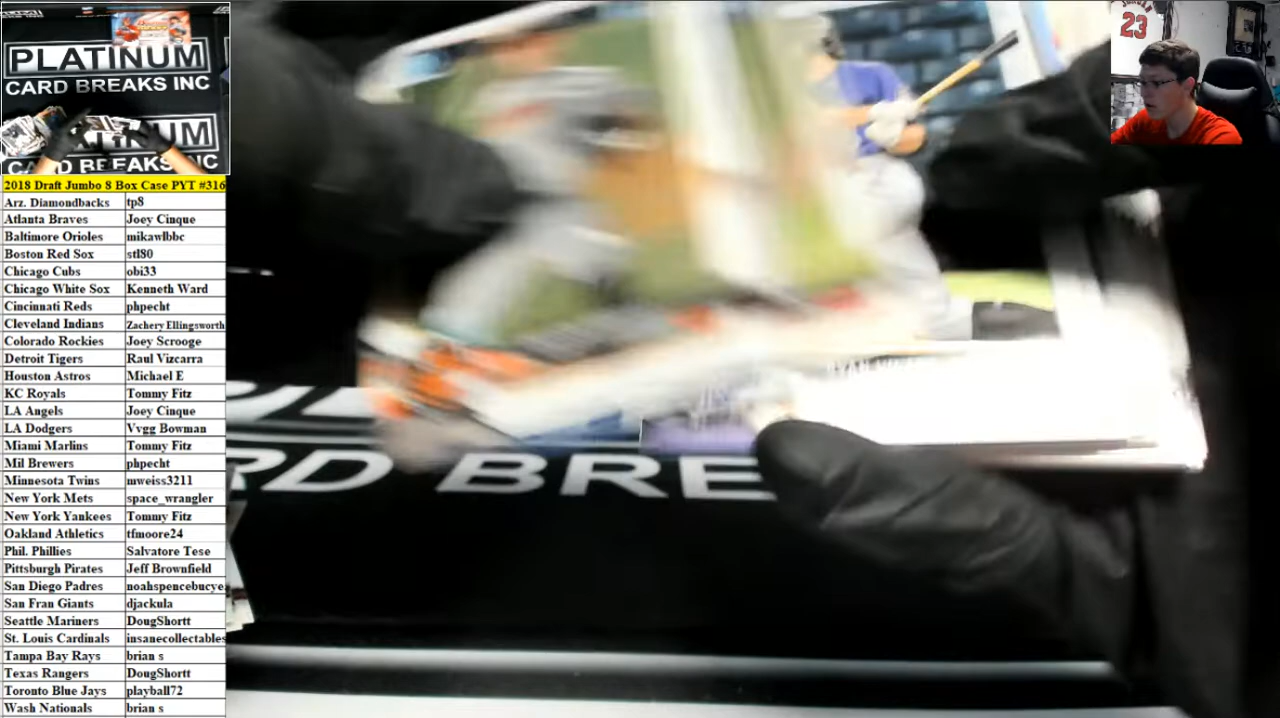 PLATINUM
CARD BREAKS INC
2018 Draft Jumbo 8 Box Case PYT #316
Arz. Diamondbacks tp8
Atlanta Braves Joey Cinque
Baltimore Orioles mikawlbbc
Boston Red Sox stl80
Chicago Cubs obi33
Chicago White Sox Kenneth Ward
Cincinnati Reds phpecht
Cleveland Indians Zachery Ellingsworth
Colorado Rockies Joey Scrooge
Detroit Tigers Raul Vizcarra
Houston Astros Michael E
KC Royals Tommy Fitz
LA Angels Joey Cinque
LA Dodgers Vvgg Bowman
Miami Marlins Tommy Fitz
Mil Brewers phpecht
Minnesota Twins mweiss3211
New York Mets space_wrangler
New York Yankees Tommy Fitz
Oakland Athletics tfmoore24
Phil. Phillies Salvatore Tese
Pittsburgh Pirates Jeff Brownfield
San Diego Padres noahspencebucye
San Fran Giants djackula
Seattle Mariners DougShortt
St. Louis Cardinals insanecollectables
Tampa Bay Rays brian s
Texas Rangers DougShortt
Toronto Blue Jays playball72
Wash Nationals brian s
RD BRE
RYAN
23